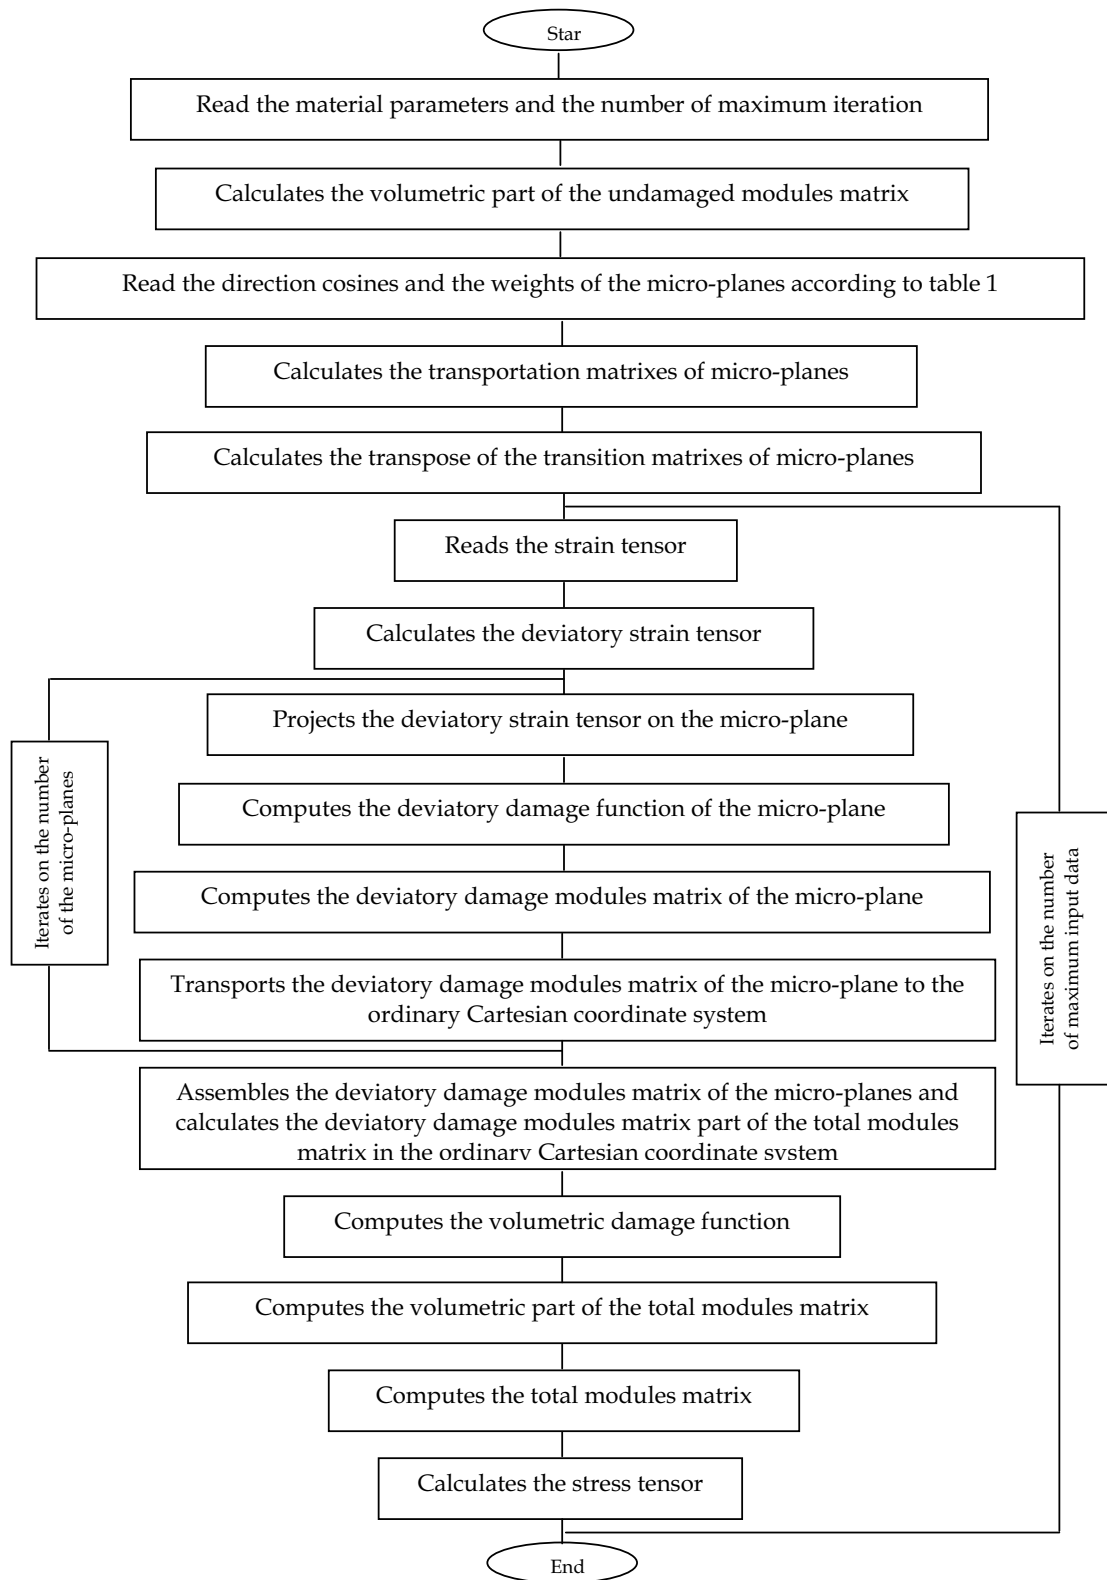 Star
Read the material parameters and the number of maximum iteration
Calculates the volumetric part of the undamaged modules matrix
Read the direction cosines and the weights of the micro-planes according to table 1
Calculates the transportation matrixes of micro-planes
Calculates the transpose of the transition matrixes of micro-planes
Reads the strain tensor
Calculates the deviatory strain tensor
Projects the deviatory strain tensor on the micro-plane
Iterates on the number
of the micro-planes
Computes the deviatory damage function of the micro-plane
Computes the deviatory damage modules matrix of the micro-plane
Iterates on the number
of maximum input data
Transports the deviatory damage modules matrix of the micro-plane to the
ordinary Cartesian coordinate system
Assembles the deviatory damage modules matrix of the micro-planes and
calculates the deviatory damage modules matrix part of the total modules
matrix in the ordinary Cartesian coordinate system
Computes the volumetric damage function
Computes the volumetric part of the total modules matrix
Computes the total modules matrix
Calculates the stress tensor
End